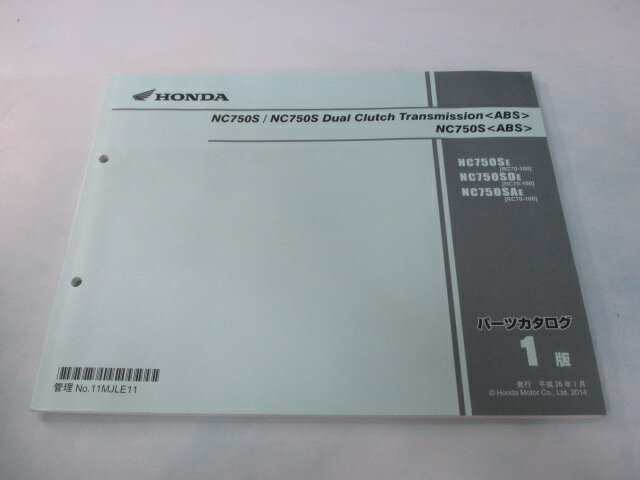 HONDA
NC750S / NC750S Dual Clutch Transmission<ABS>
NC750S<ABS>
NC750SE
[RC70-100]
NC750SDE
[RC70-100]
NC750SAE
[RC70-100]
パーツカタログ
1 版
発行 平成26年1月
© Honda Motor Co., Ltd. 2014
管理 No.11MJLE11